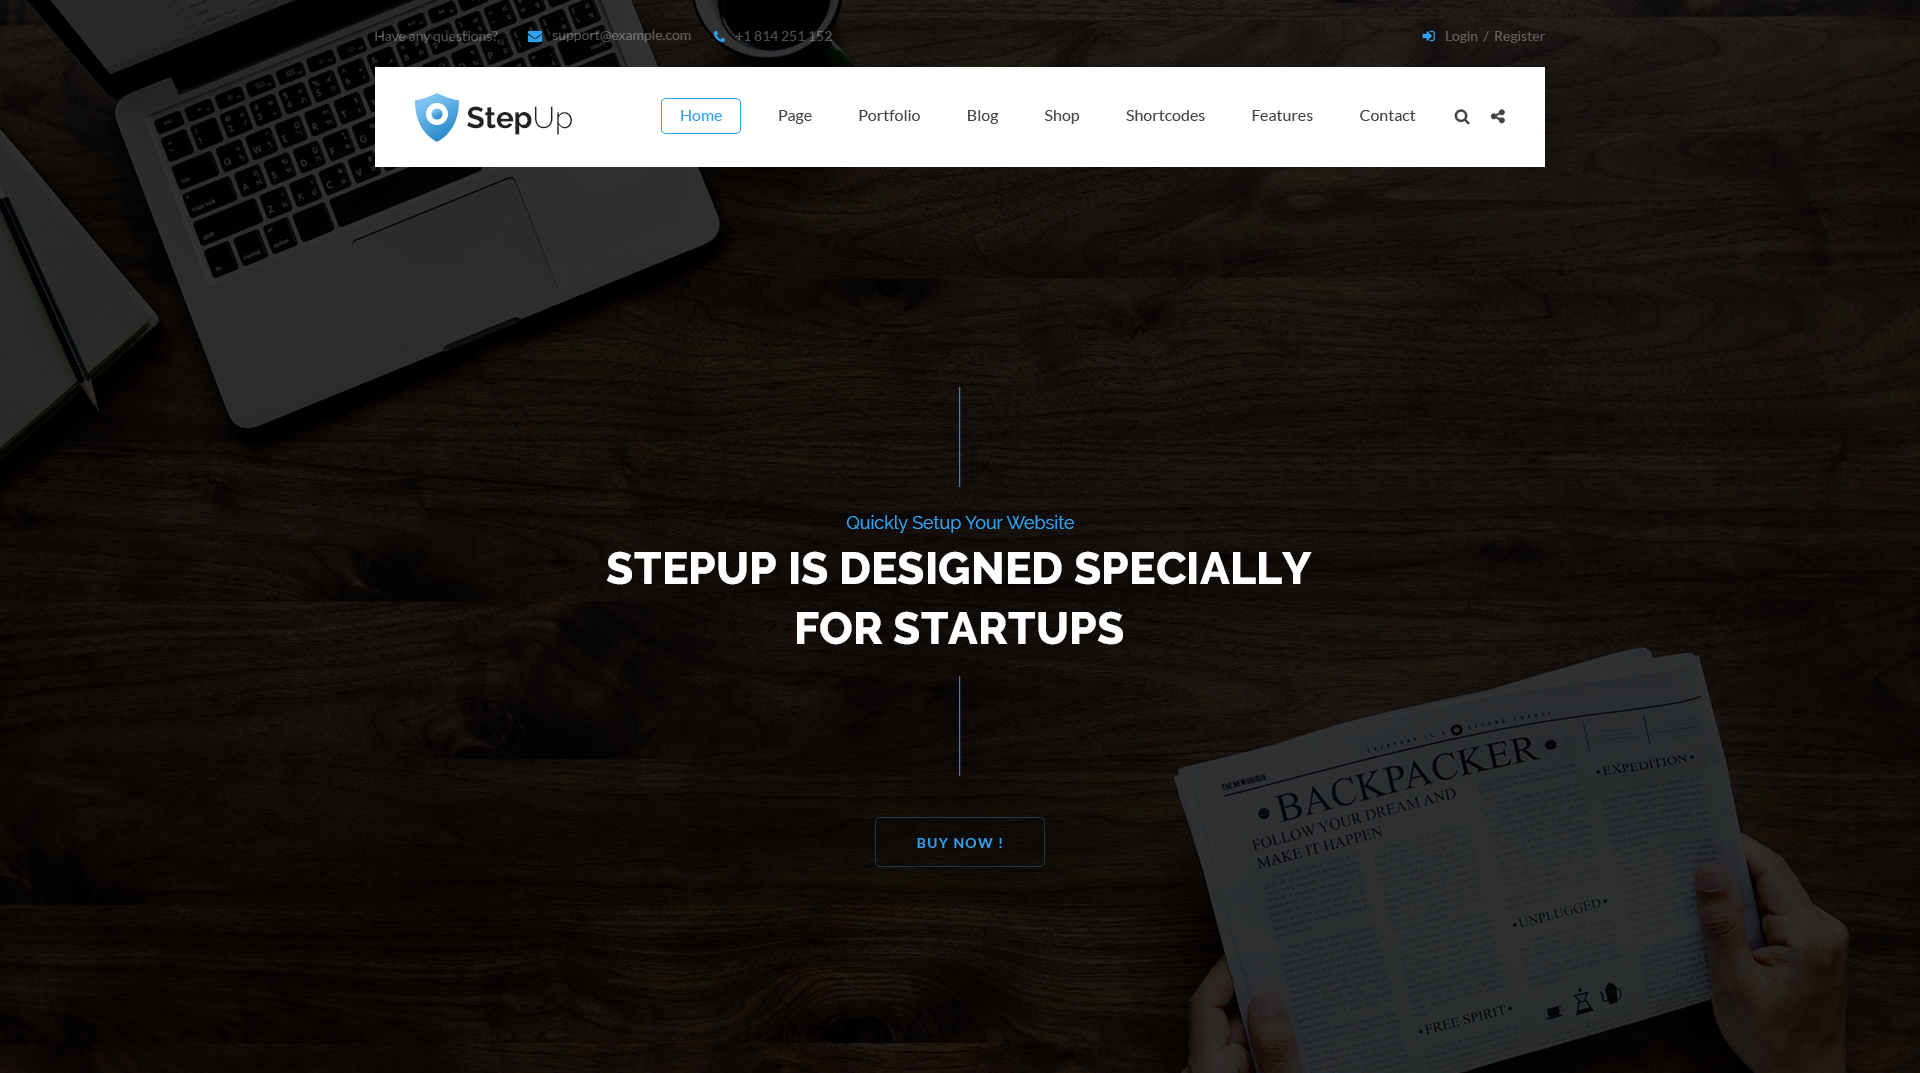 Have any questions? support@example.com +1 814 251 152 Login / Register
StepUp Home Page Portfolio Blog Shop Shortcodes Features Contact
Quickly Setup Your Website
STEPUP IS DESIGNED SPECIALLY
FOR STARTUPS
BUY NOW !
THE NEW UNIQUE
• BACKPACKER •
FOLLOW YOUR DREAM AND
MAKE IT HAPPEN
• EXPEDITION •
• UNPLUGGED •
• FREE SPIRIT •